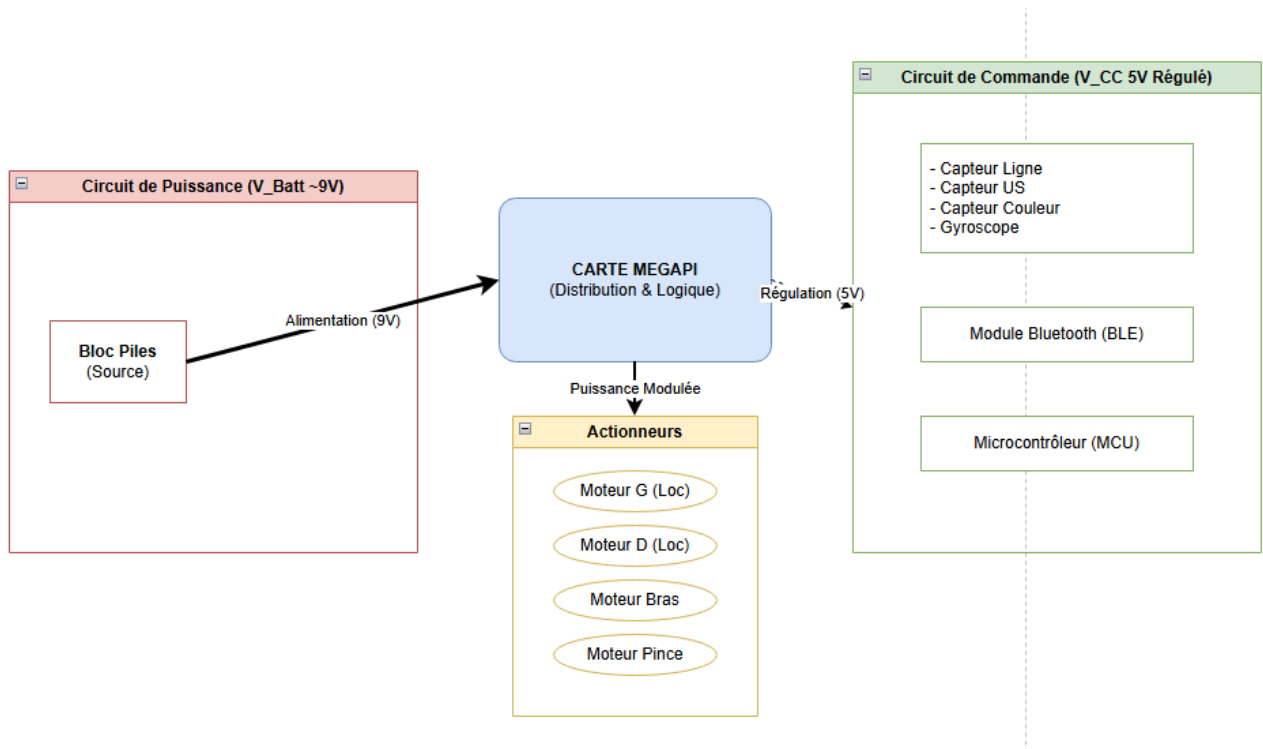 Circuit de Puissance (V_Batt ~9V)
Bloc Piles
(Source)
Alimentation (9V)
CARTE MEGAPI
(Distribution & Logique)
Puissance Modulée
Actionneurs
Moteur G (Loc)
Moteur D (Loc)
Moteur Bras
Moteur Pince
Régulation (5V)
Circuit de Commande (V_CC 5V Régulé)
- Capteur Ligne
- Capteur US
- Capteur Couleur
- Gyroscope
Module Bluetooth (BLE)
Microcontrôleur (MCU)